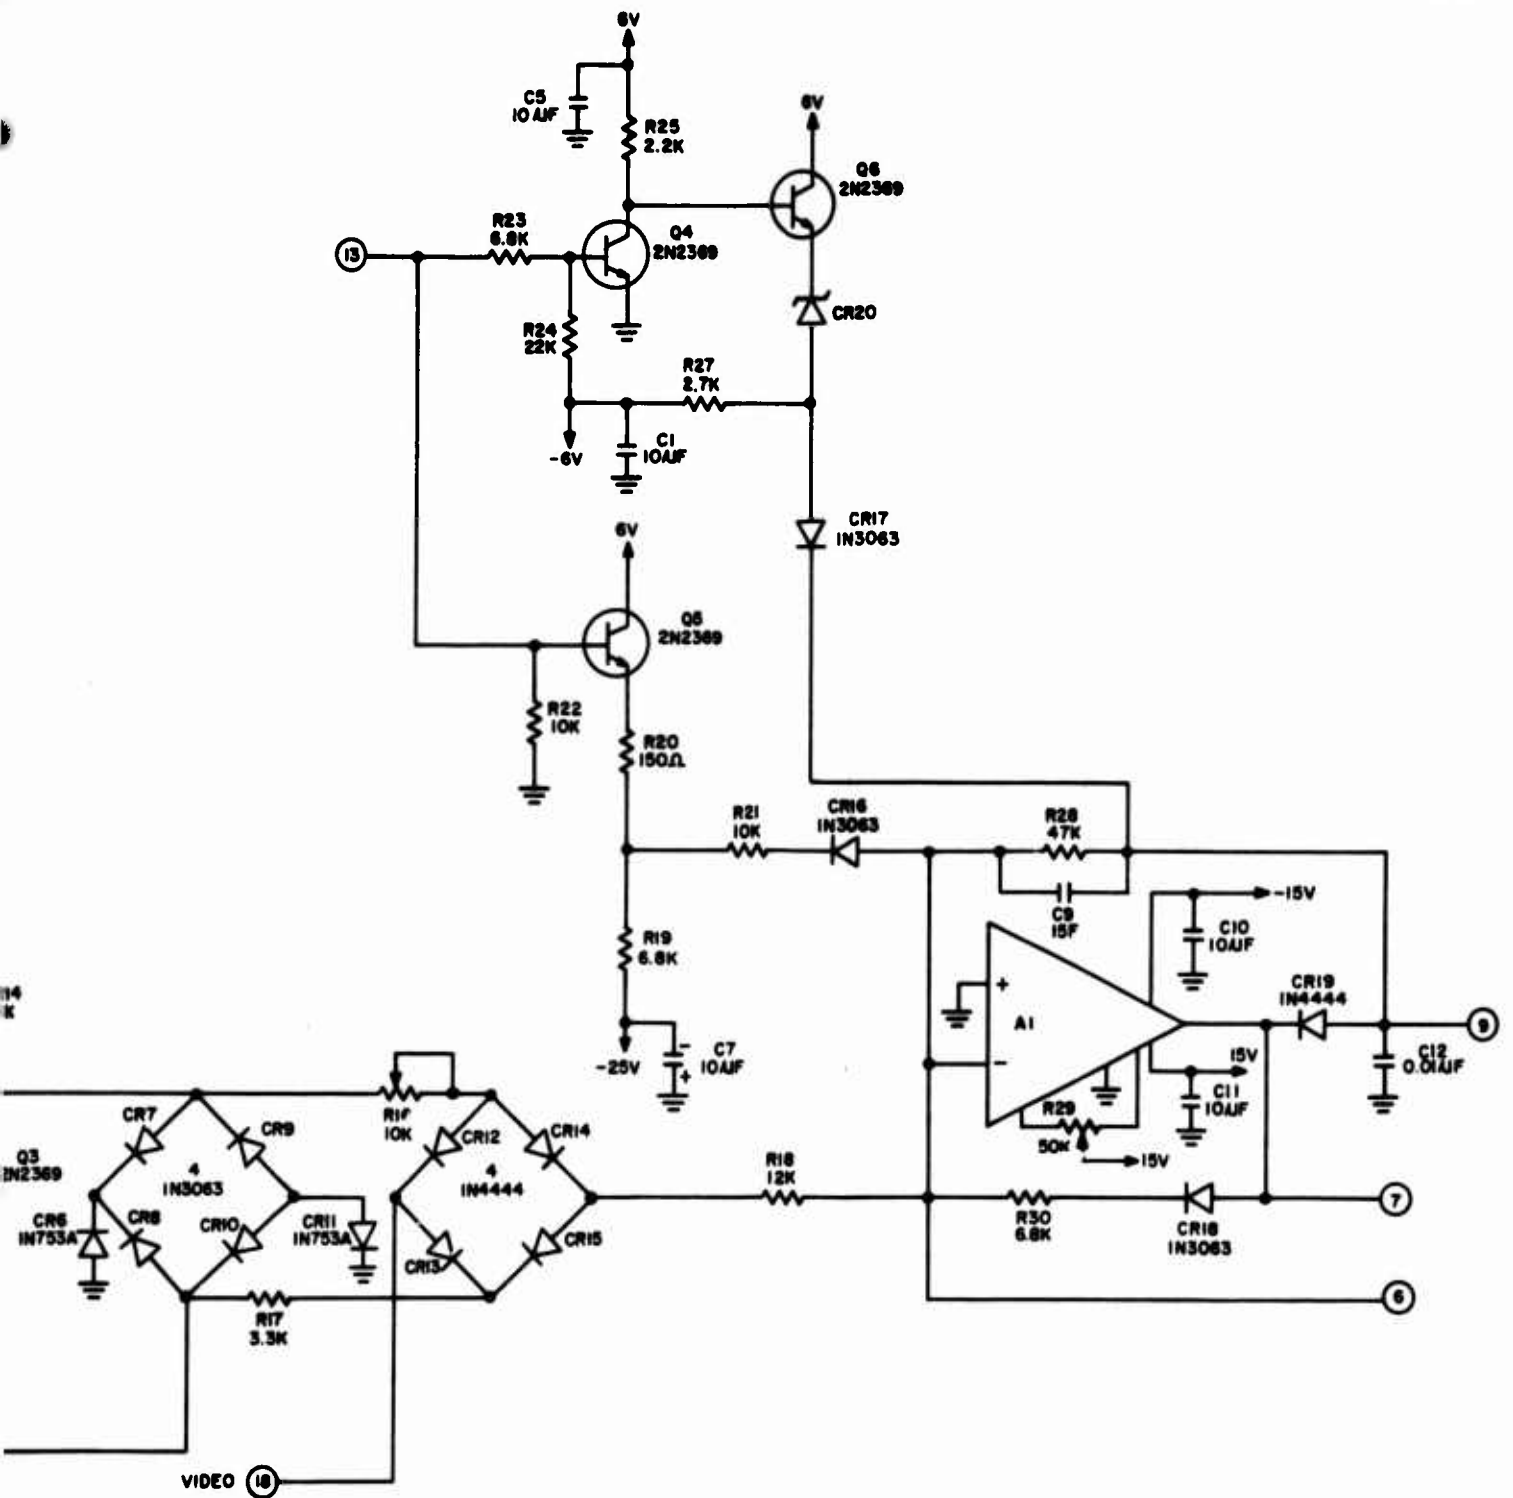 6V
C5
10 µF
R25
2.2K
6V
Q6
2N2369
R23
6.8K
Q4
2N2369
13
CR20
R24
22K
R27
2.7K
-6V
C1
10µF
CR17
1N3063
6V
Q5
2N2369
R22
10K
R20
150Ω
R21
10K
CR16
1N3063
R28
47K
C9
15F
-15V
C10
10µF
R19
6.8K
CR19
1N4444
+
A1
-
9
14
K
-25V
-
+
C7
10µF
15V
C11
10µF
C12
0.01µF
R29
50K
15V
10K
CR7
CR9
CR12
CR14
Q3
2N2369
4
1N3063
4
1N4444
R18
12K
7
CR6
1N753A
CR8
CR10
CR11
1N753A
CR13
CR15
R30
6.8K
CR18
1N3063
6
R17
3.3K
VIDEO 18